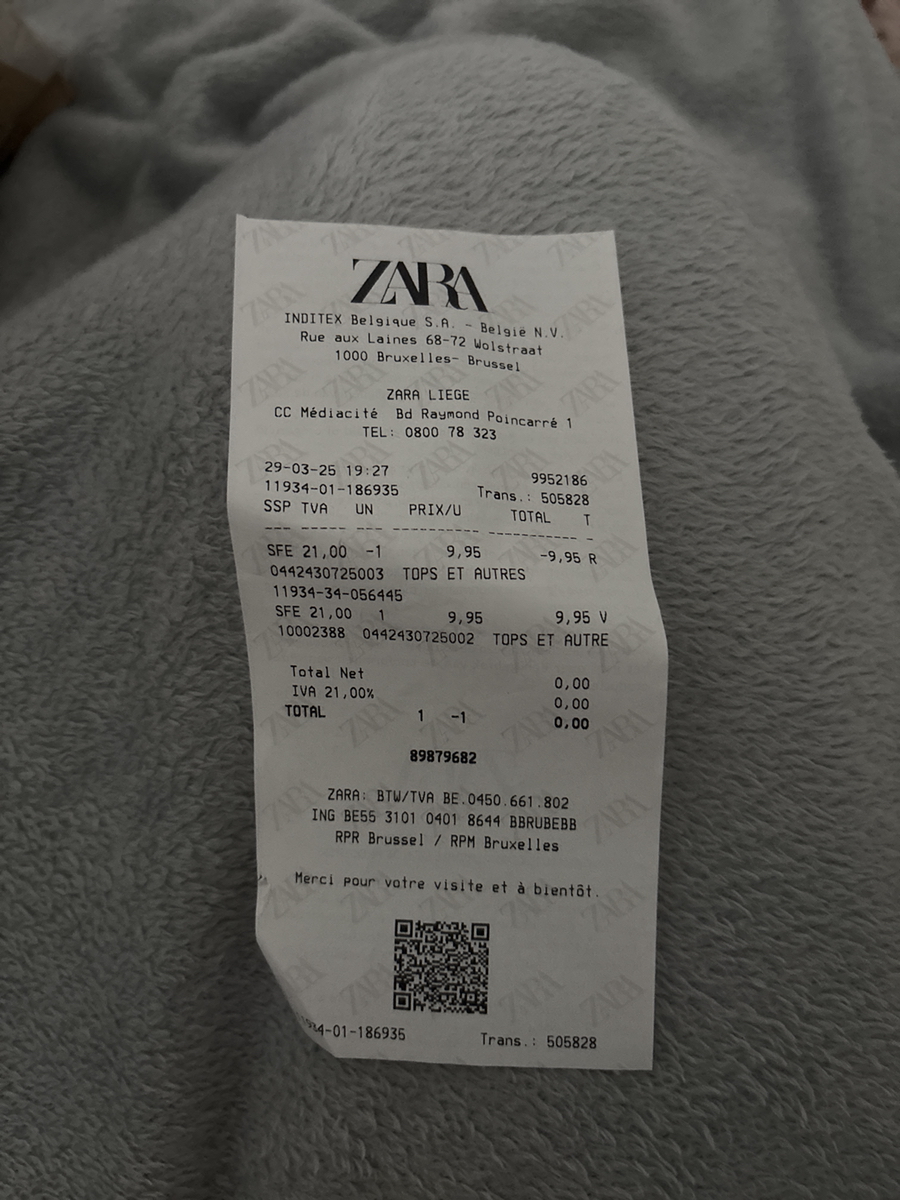 ZARA
INDITEX Belgique S.A. - België N.V.
Rue aux Laines 68-72 Wolstraat
1000 Bruxelles- Brussel
ZARA LIEGE
CC Médiacité Bd Raymond Poincarré 1
TEL: 0800 78 323
29-03-25 19:27 9952186
11934-01-186935 Trans.: 505828
SSP TVA UN PRIX/U TOTAL T
--- ----- --- ---------- ----------- -
SFE 21,00 -1 9,95 -9,95 R
0442430725003 TOPS ET AUTRES
11934-34-056445
SFE 21,00 1 9,95 9,95 V
10002388 0442430725002 TOPS ET AUTRE
Total Net 0,00
IVA 21,00% 0,00
TOTAL 1 -1 0,00
89879682
ZARA: BTW/TVA BE.0450.661.802
ING BE55 3101 0401 8644 BBRUBEBB
RPR Brussel / RPM Bruxelles
Merci pour votre visite et à bientôt.
11934-01-186935 Trans.: 505828